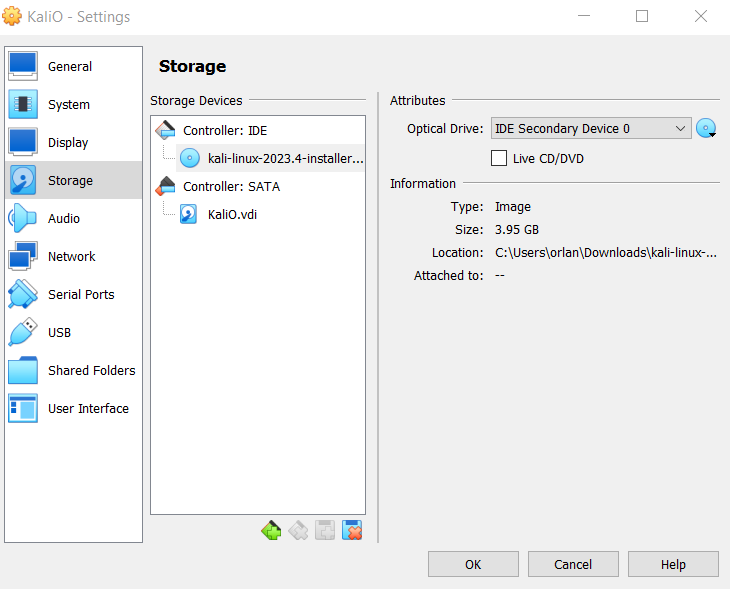 KaliO - Settings
General
System
Display
Storage
Audio
Network
Serial Ports
USB
Shared Folders
User Interface
Storage
Storage Devices
Controller: IDE
kali-linux-2023.4-installer...
Controller: SATA
KaliO.vdi
Attributes
Optical Drive: IDE Secondary Device 0
Live CD/DVD
Information
Type: Image
Size: 3.95 GB
Location: C:\Users\orlan\Downloads\kali-linux-...
Attached to: --
OK Cancel Help